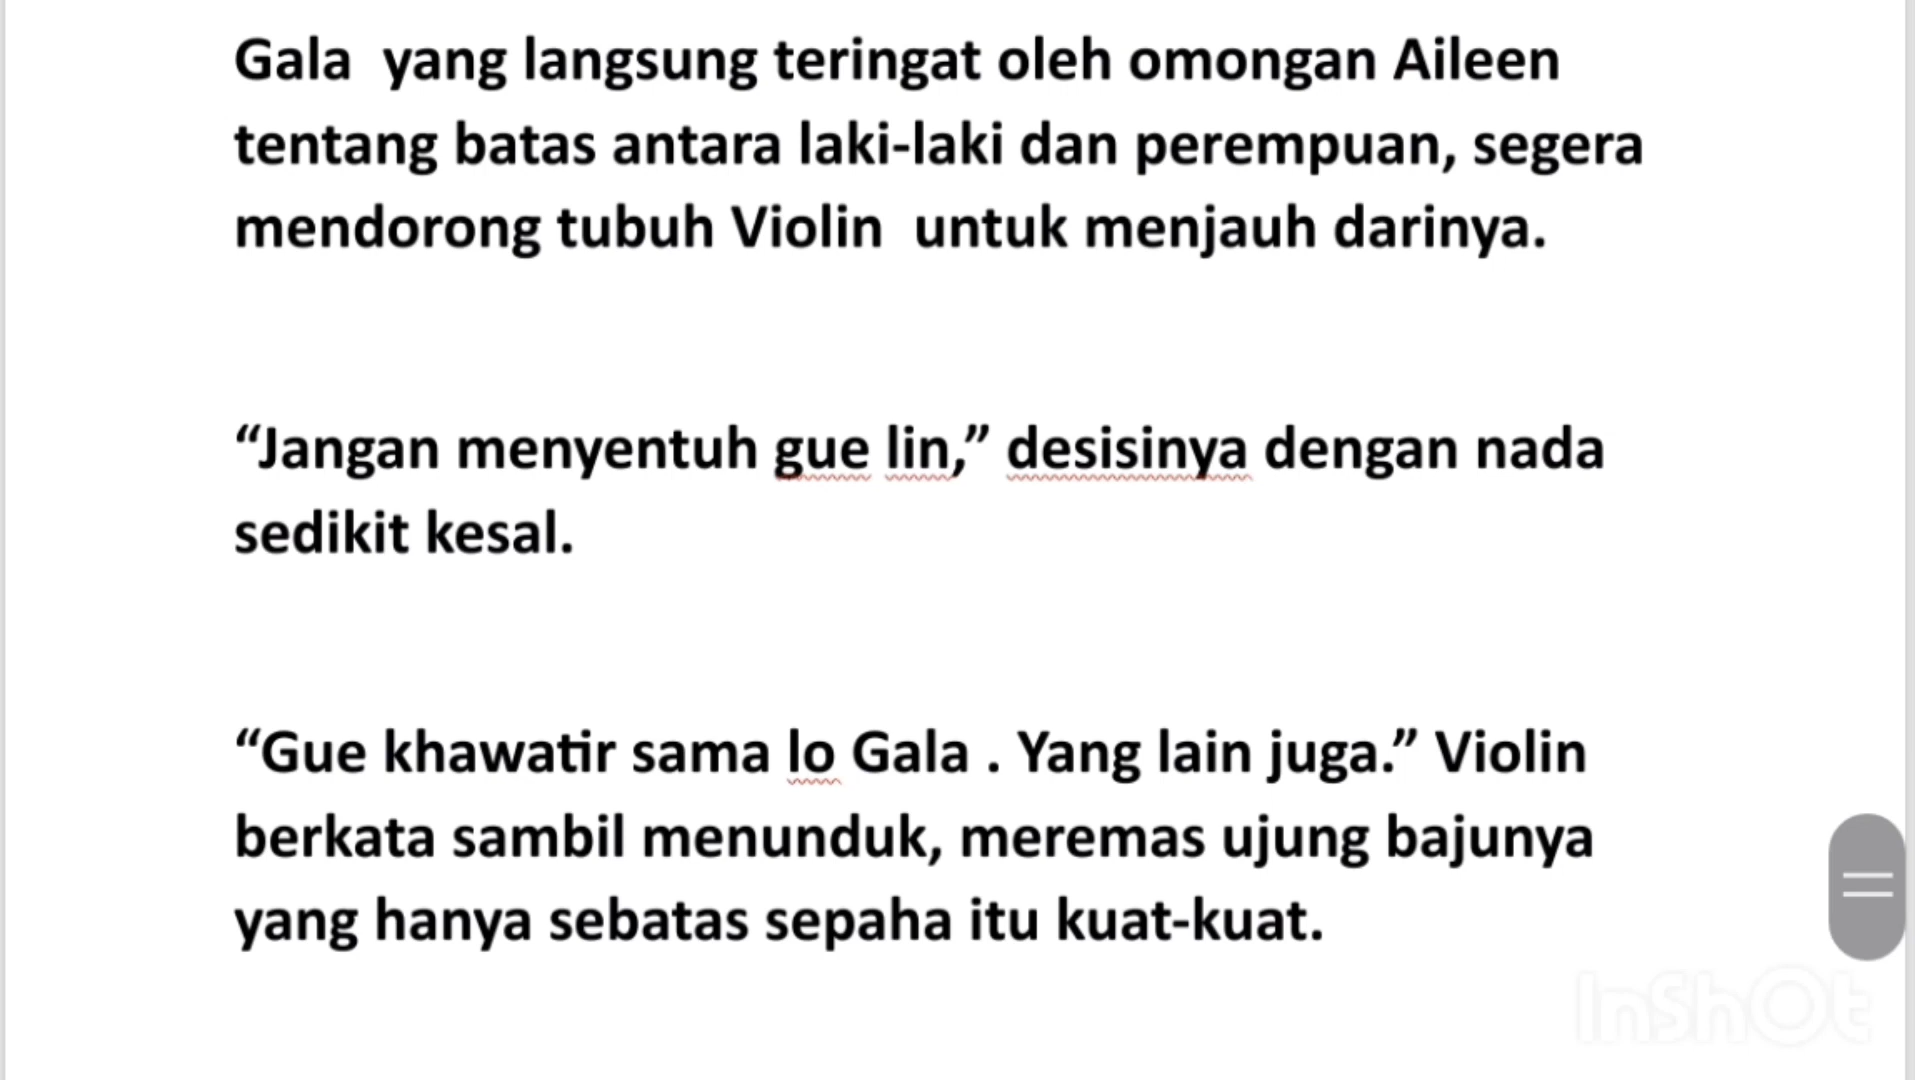 Gala  yang langsung teringat oleh omongan Aileen
tentang batas antara laki-laki dan perempuan, segera
mendorong tubuh Violin  untuk menjauh darinya.
“Jangan menyentuh gue lin,” desisinya dengan nada
sedikit kesal.
“Gue khawatir sama lo Gala . Yang lain juga.” Violin
berkata sambil menunduk, meremas ujung bajunya
yang hanya sebatas sepaha itu kuat-kuat.
InShOt